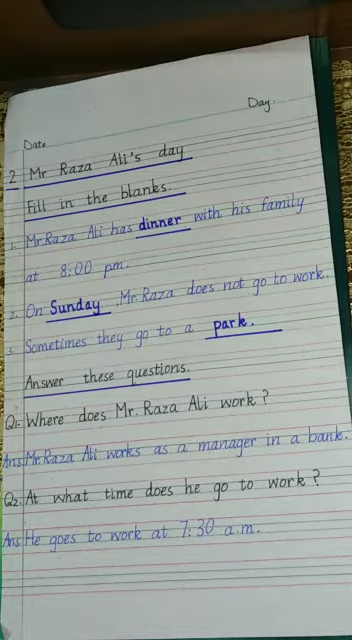 Day.
Date
2 Mr Raza Ali's day
Fill in the blanks.
1. Mr.Raza Ali has dinner with his family
at 8:00 pm.
2. On Sunday, Mr.Raza does not go to work.
3. Sometimes they go to a park.
Answer these questions.
Q1. Where does Mr. Raza Ali work?
Ans. Mr.Raza Ali works as a manager in a bank.
Q2. At what time does he go to work?
Ans. He goes to work at 7:30 a.m.